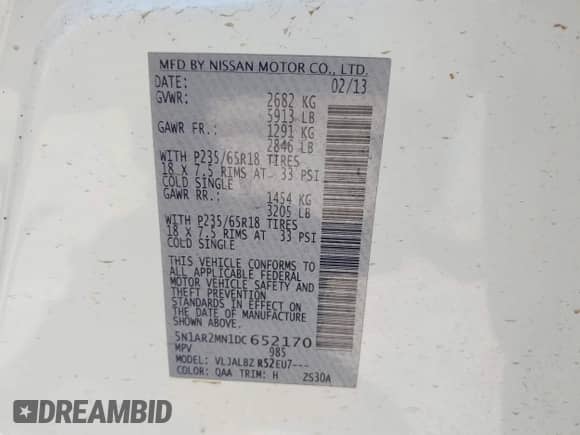 MFD BY NISSAN MOTOR CO., LTD.
DATE: 02/13
GVWR: 2682 KG
5913 LB
GAWR FR.: 1291 KG
2846 LB
WITH P235/65R18 TIRES
18 X 7.5 RIMS AT 33 PSI
COLD SINGLE
GAWR RR.: 1454 KG
3205 LB
WITH P235/65R18 TIRES
18 X 7.5 RIMS AT 33 PSI
COLD SINGLE
THIS VEHICLE CONFORMS TO
ALL APPLICABLE FEDERAL
MOTOR VEHICLE SAFETY AND
THEFT PREVENTION
STANDARDS IN EFFECT ON
THE DATE OF MANUFACTURE
SHOWN ABOVE.
5N1AR2MN1DC652170
MPV 985
MODEL: VLJALBZ R52EU7---
COLOR: QAA TRIM: H 2S30A
DREAMBID